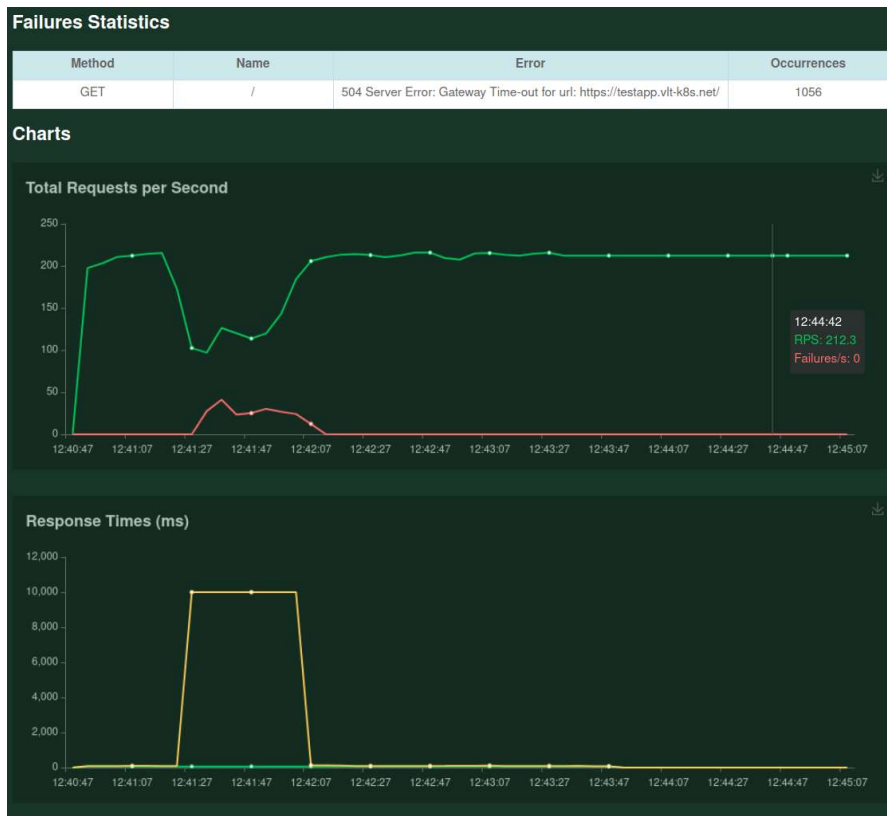 Failures Statistics
Method Name Error Occurrences
GET / 504 Server Error: Gateway Time-out for url: https://testapp.vlt-k8s.net/ 1056
Charts
Total Requests per Second
250
200
150
100
50
0
12:40:47 12:41:07 12:41:27 12:41:47 12:42:07 12:42:27 12:42:47 12:43:07 12:43:27 12:43:47 12:44:07 12:44:27 12:44:47 12:45:07
12:44:42
RPS: 212.3
Failures/s: 0
Response Times (ms)
12,000
10,000
8,000
6,000
4,000
2,000
0
12:40:47 12:41:07 12:41:27 12:41:47 12:42:07 12:42:27 12:42:47 12:43:07 12:43:27 12:43:47 12:44:07 12:44:27 12:44:47 12:45:07